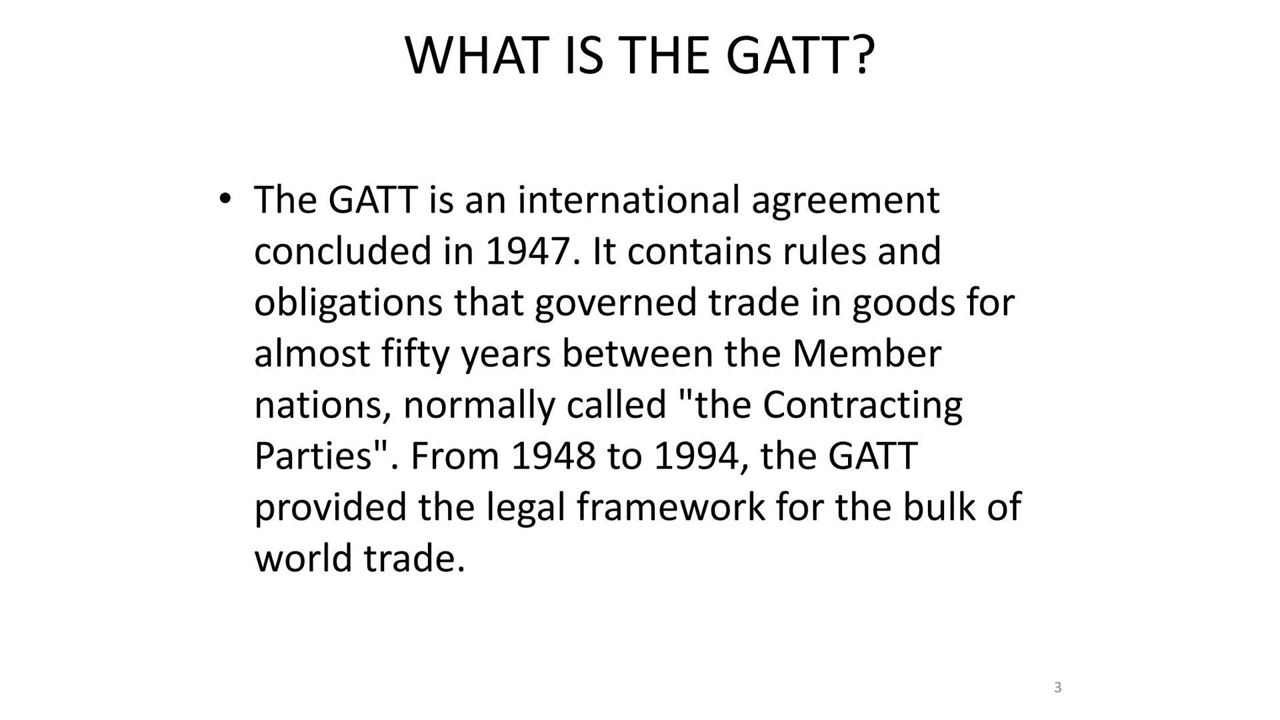 WHAT IS THE GATT?
• The GATT is an international agreement
concluded in 1947. It contains rules and
obligations that governed trade in goods for
almost fifty years between the Member
nations, normally called "the Contracting
Parties". From 1948 to 1994, the GATT
provided the legal framework for the bulk of
world trade.
3